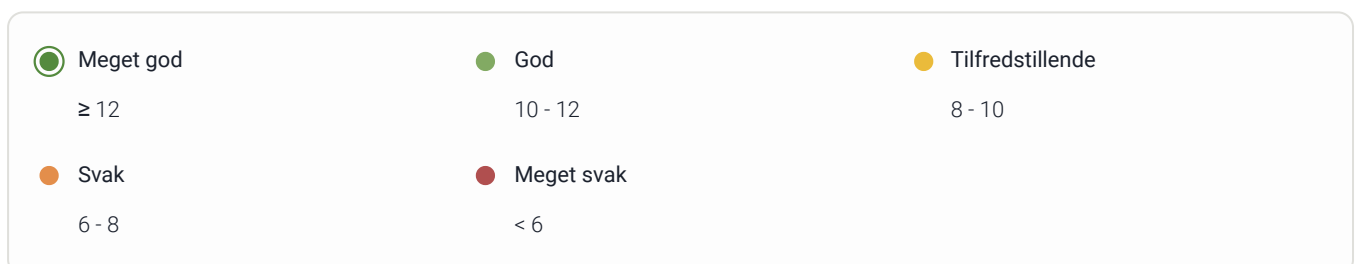 Meget god
≥ 12
God
10 - 12
Tilfredstillende
8 - 10
Svak
6 - 8
Meget svak
< 6